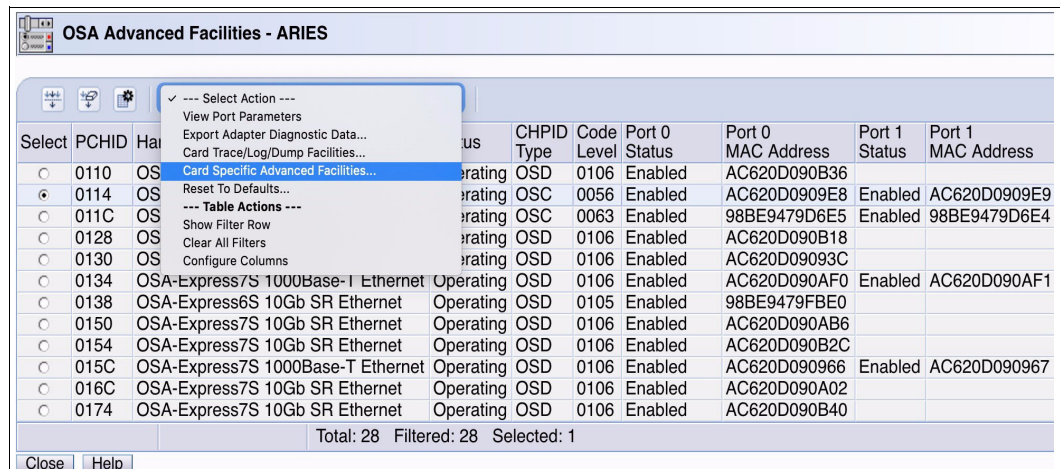 OSA Advanced Facilities - ARIES
✓ --- Select Action ---
View Port Parameters
Export Adapter Diagnostic Data...
Card Trace/Log/Dump Facilities...
Card Specific Advanced Facilities...
Reset To Defaults...
--- Table Actions ---
Show Filter Row
Clear All Filters
Configure Columns
Select PCHID Ha tus CHPID Type Code Level Port 0 Status Port 0 MAC Address Port 1 Status Port 1 MAC Address
0110 OS erating OSD 0106 Enabled AC620D090B36
0114 OS erating OSC 0056 Enabled AC620D0909E8 Enabled AC620D0909E9
011C OS erating OSC 0063 Enabled 98BE9479D6E5 Enabled 98BE9479D6E4
0128 OS erating OSD 0106 Enabled AC620D090B18
0130 OS erating OSD 0106 Enabled AC620D09093C
0134 OSA-Express7S 1000Base-T Ethernet Operating OSD 0106 Enabled AC620D090AF0 Enabled AC620D090AF1
0138 OSA-Express6S 10Gb SR Ethernet Operating OSD 0105 Enabled 98BE9479FBE0
0150 OSA-Express7S 10Gb SR Ethernet Operating OSD 0106 Enabled AC620D090AB6
0154 OSA-Express7S 10Gb SR Ethernet Operating OSD 0106 Enabled AC620D090B2C
015C OSA-Express7S 1000Base-T Ethernet Operating OSD 0106 Enabled AC620D090966 Enabled AC620D090967
016C OSA-Express7S 10Gb SR Ethernet Operating OSD 0106 Enabled AC620D090A02
0174 OSA-Express7S 10Gb SR Ethernet Operating OSD 0106 Enabled AC620D090B40
Total: 28 Filtered: 28 Selected: 1
Close Help